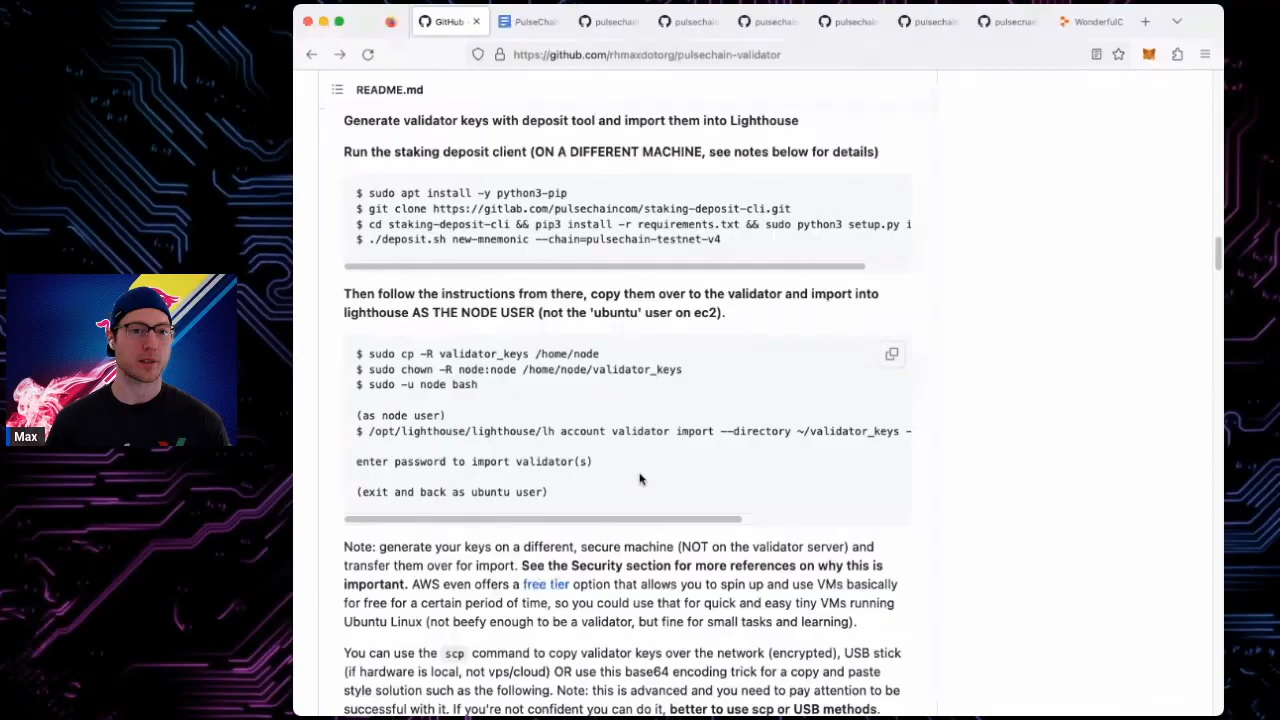 GitHub
PulseChai
pulsechain
pulsechain
pulsechain
pulsechain
pulsechain
pulsechain
WonderfulC
https://github.com/rhmaxdotorg/pulsechain-validator
README.md
Generate validator keys with deposit tool and import them into Lighthouse
Run the staking deposit client (ON A DIFFERENT MACHINE, see notes below for details)
$ sudo apt install -y python3-pip
$ git clone https://gitlab.com/pulsechaincom/staking-deposit-cli.git
$ cd staking-deposit-cli && pip3 install -r requirements.txt && sudo python3 setup.py i
$ ./deposit.sh new-mnemonic --chain=pulsechain-testnet-v4
Then follow the instructions from there, copy them over to the validator and import into
lighthouse AS THE NODE USER (not the 'ubuntu' user on ec2).
$ sudo cp -R validator_keys /home/node
$ sudo chown -R node:node /home/node/validator_keys
$ sudo -u node bash
(as node user)
$ /opt/lighthouse/lighthouse/lh account validator import --directory ~/validator_keys -
enter password to import validator(s)
(exit and back as ubuntu user)
Note: generate your keys on a different, secure machine (NOT on the validator server) and
transfer them over for import. See the Security section for more references on why this is
important. AWS even offers a free tier option that allows you to spin up and use VMs basically
for free for a certain period of time, so you could use that for quick and easy tiny VMs running
Ubuntu Linux (not beefy enough to be a validator, but fine for small tasks and learning).
You can use the scp command to copy validator keys over the network (encrypted), USB stick
(if hardware is local, not vps/cloud) OR use this base64 encoding trick for a copy and paste
style solution such as the following. Note: this is advanced and you need to pay attention to be
successful with it. If you're not confident you can do it, better to use scp or USB methods.
Max